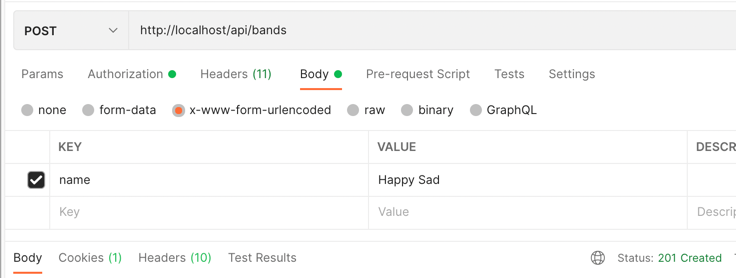 POST http://localhost/api/bands
Params Authorization Headers (11) Body Pre-request Script Tests Settings
none form-data x-www-form-urlencoded raw binary GraphQL
KEY VALUE DESCR
name Happy Sad
Key Value Descrip
Body Cookies (1) Headers (10) Test Results Status: 201 Created